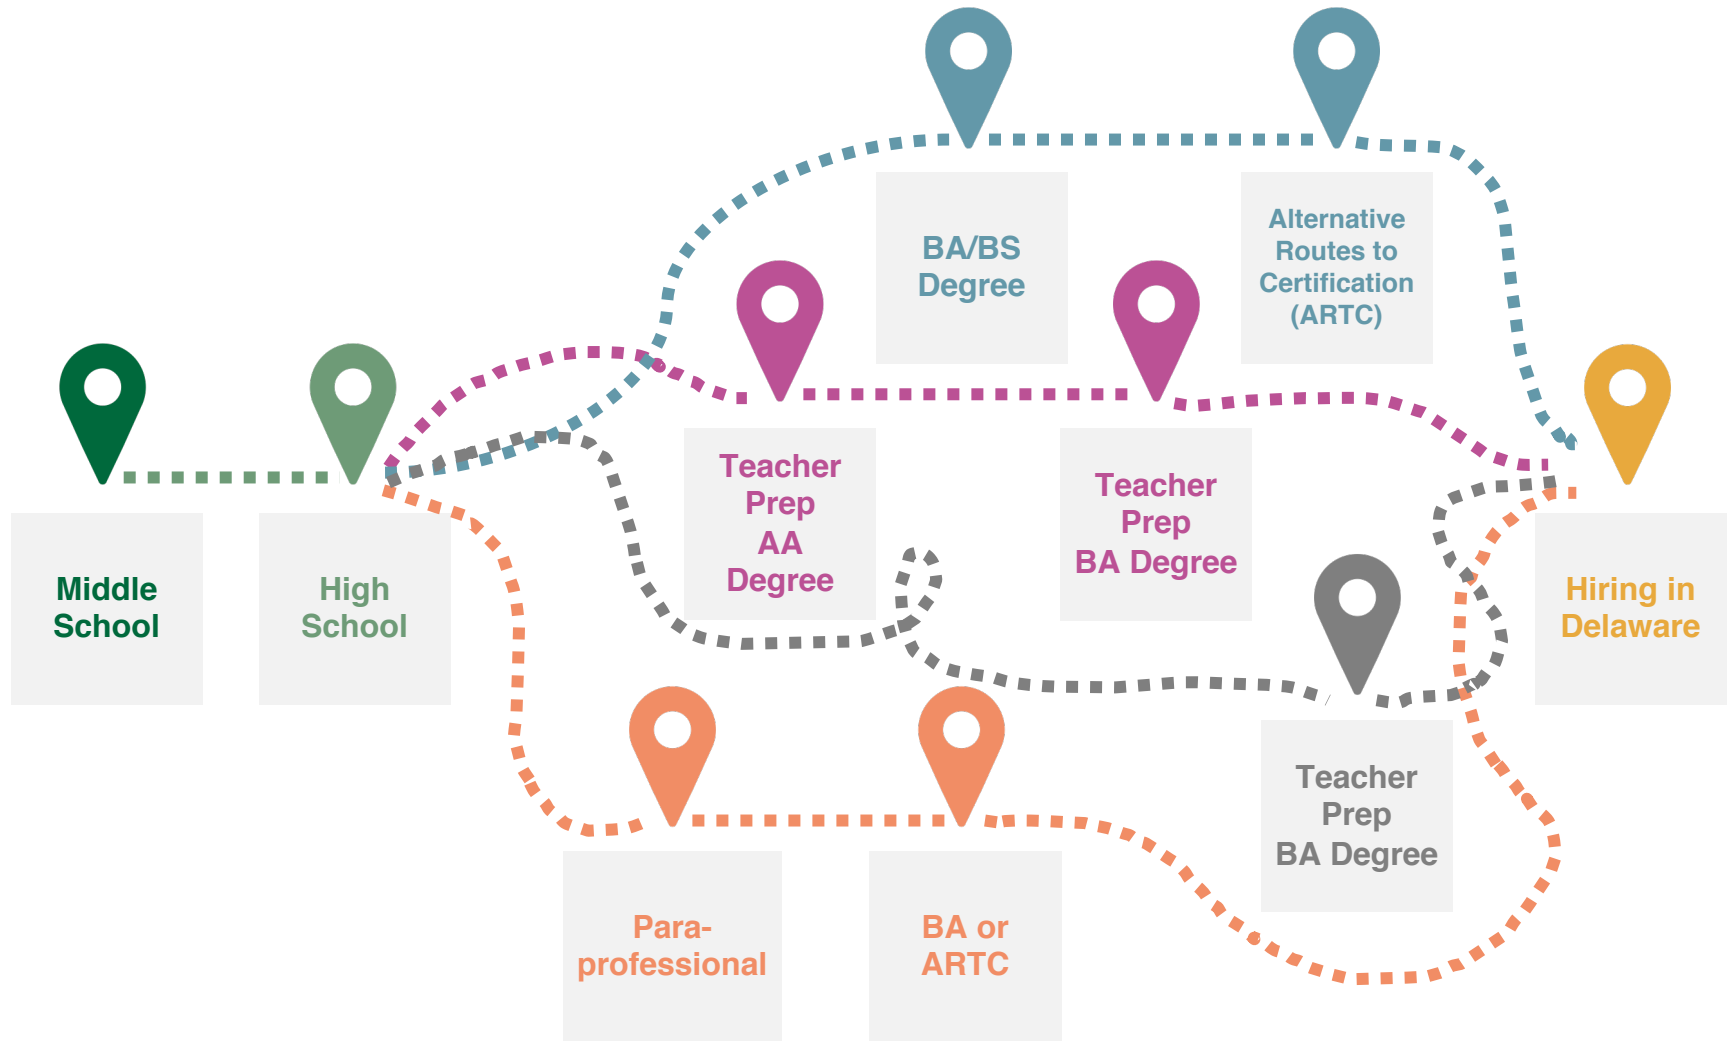 BA/BS
Degree
Alternative
Routes to
Certification
(ARTC)
Teacher
Prep
AA
Degree
Teacher
Prep
BA Degree
Middle
School
High
School
Hiring in
Delaware
Teacher
Prep
BA Degree
Para-
professional
BA or
ARTC